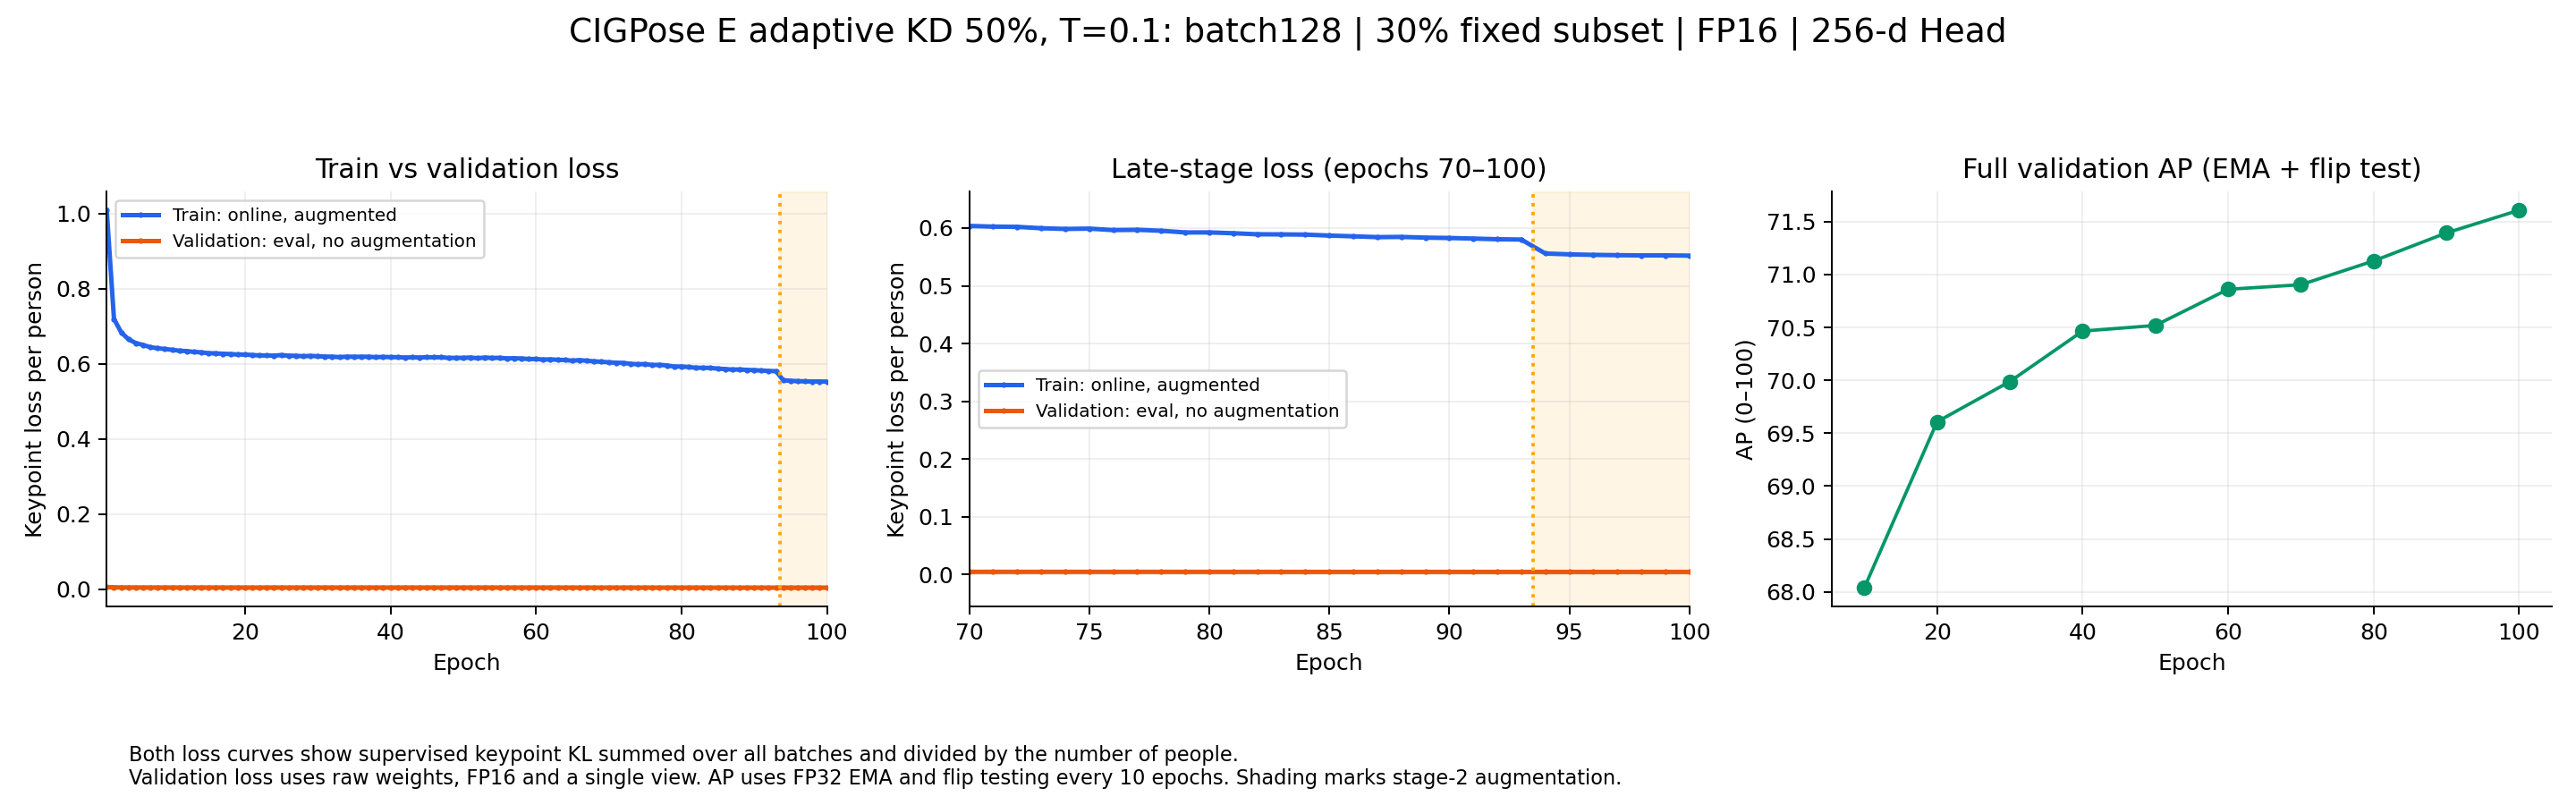 CIGPose E adaptive KD 50%, T=0.1: batch128 | 30% fixed subset | FP16 | 256-d Head
Train vs validation loss
Keypoint loss per person
1.0
0.8
0.6
0.4
0.2
0.0
Train: online, augmented
Validation: eval, no augmentation
20
40
60
80
100
Epoch
Late-stage loss (epochs 70–100)
Keypoint loss per person
0.6
0.5
0.4
0.3
0.2
0.1
0.0
Train: online, augmented
Validation: eval, no augmentation
70
75
80
85
90
95
100
Epoch
Full validation AP (EMA + flip test)
AP (0–100)
71.5
71.0
70.5
70.0
69.5
69.0
68.5
68.0
20
40
60
80
100
Epoch
Both loss curves show supervised keypoint KL summed over all batches and divided by the number of people.
Validation loss uses raw weights, FP16 and a single view. AP uses FP32 EMA and flip testing every 10 epochs. Shading marks stage-2 augmentation.